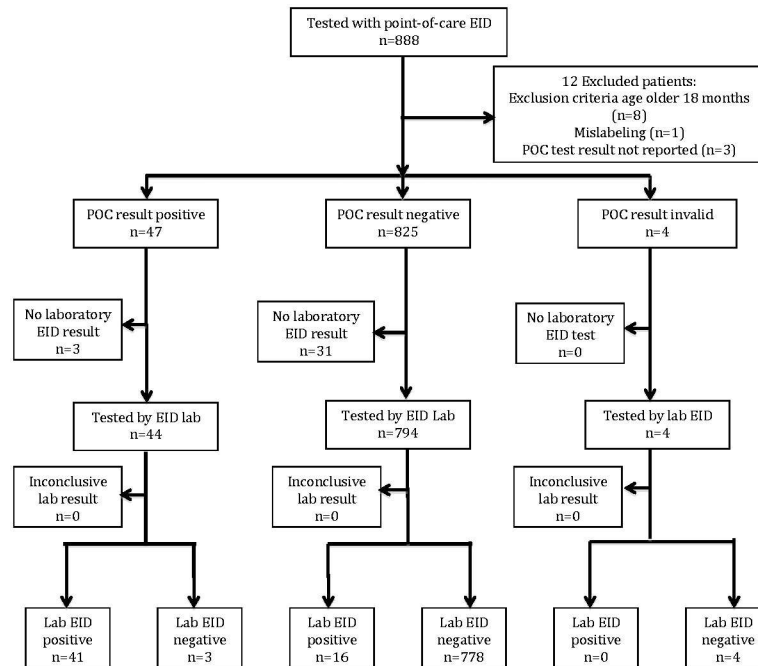 Tested with point-of-care EID
n=888
12 Excluded patients:
Exclusion criteria age older 18 months
(n=8)
Mislabeling (n=1)
POC test result not reported (n=3)
POC result positive
n=47
POC result negative
n=825
POC result invalid
n=4
No laboratory
EID result
n=3
No laboratory
EID result
n=31
No laboratory
EID test
n=0
Tested by EID lab
n=44
Tested by EID Lab
n=794
Tested by lab EID
n=4
Inconclusive
lab result
n=0
Inconclusive
lab result
n=0
Inconclusive
lab result
n=0
Lab EID
positive
n=41
Lab EID
negative
n=3
Lab EID
positive
n=16
Lab EID
negative
n=778
Lab EID
positive
n=0
Lab EID
negative
n=4